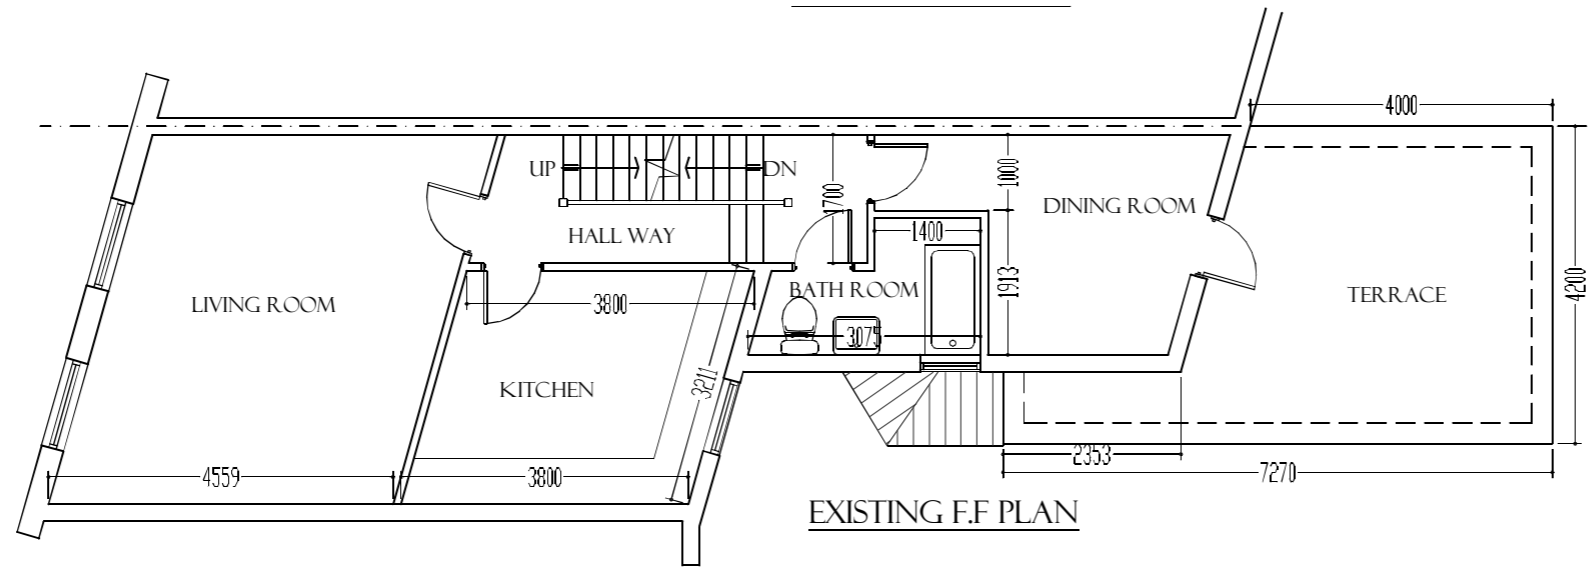 4000
UP
DN
1700
1000
DINING ROOM
HALL WAY
1400
LIVING ROOM
3800
BATH ROOM
1913
TERRACE
4200
3075
KITCHEN
3211
4559
3800
2353
7270
EXISTING F.F PLAN